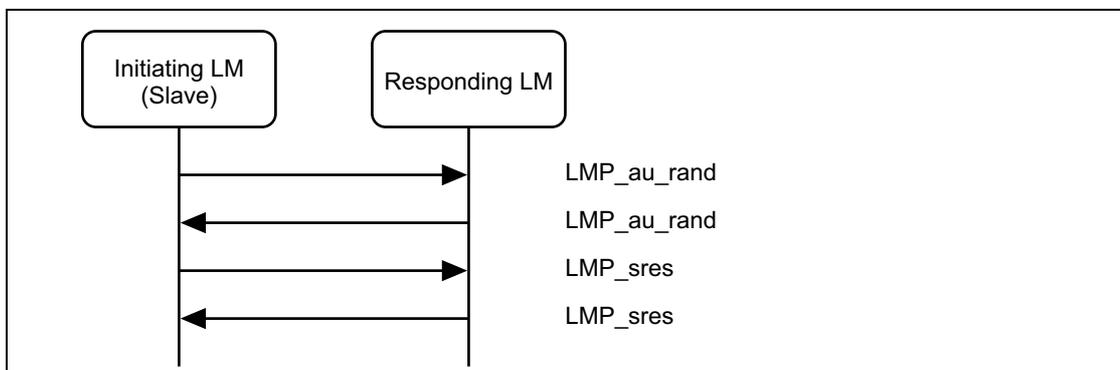 Initiating LM
(Slave)
Responding LM
LMP_au_rand
LMP_au_rand
LMP_sres
LMP_sres